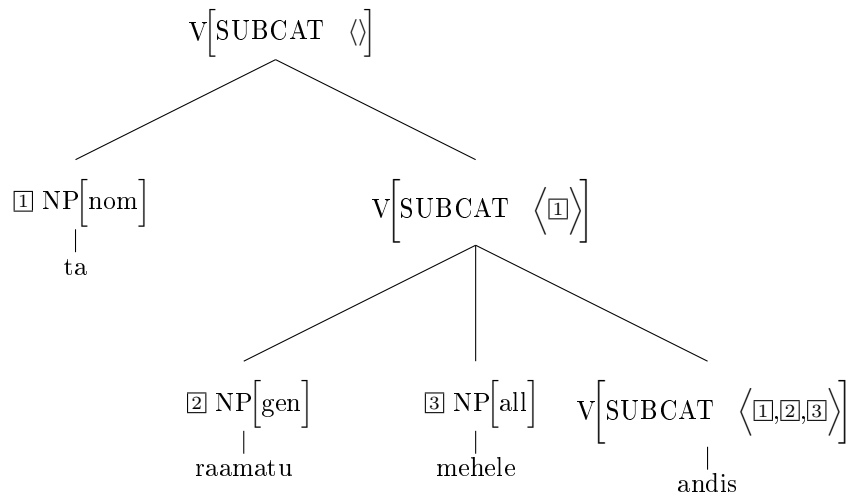 V[SUBCAT ⟨⟩]
1 NP[nom] V[SUBCAT ⟨1⟩]
ta
2 NP[gen] 3 NP[all] V[SUBCAT ⟨1,2,3⟩]
raamatu mehele
andis